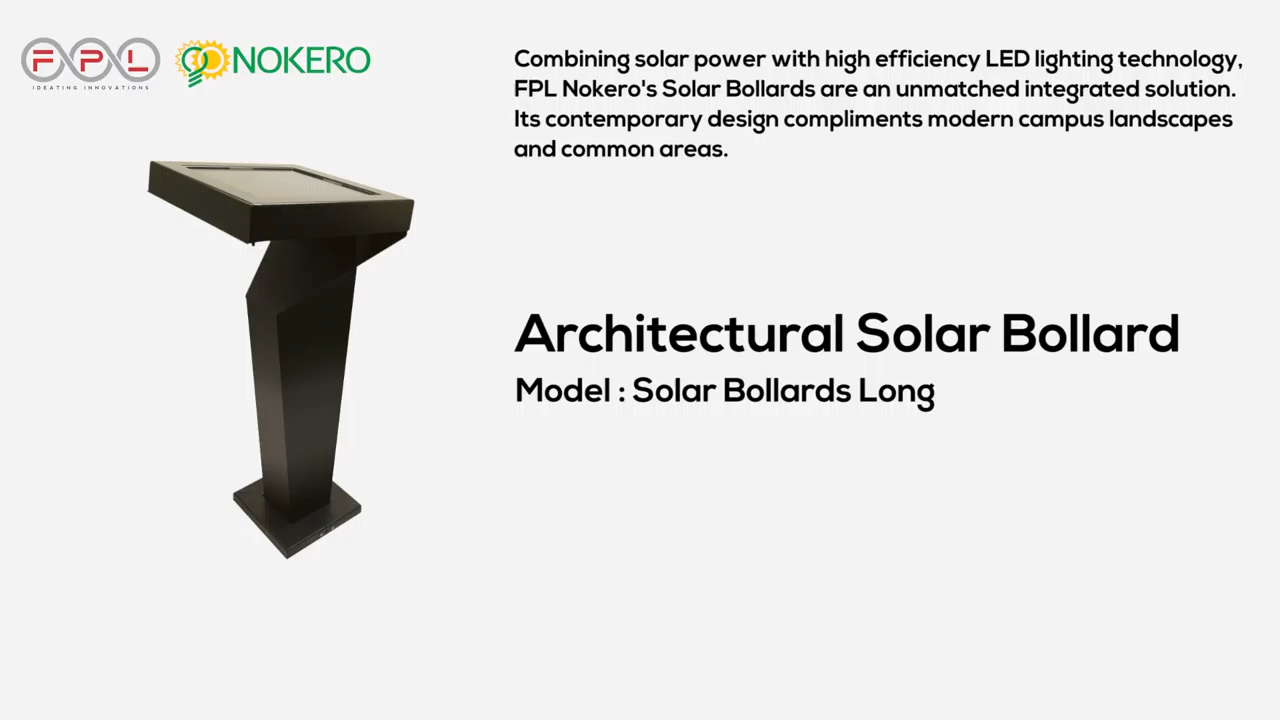 FPL
IDEATING INNOVATIONS
NOKERO
Combining solar power with high efficiency LED lighting technology,
FPL Nokero's Solar Bollards are an unmatched integrated solution.
Its contemporary design compliments modern campus landscapes
and common areas.
Architectural Solar Bollard
Model : Solar Bollards Long